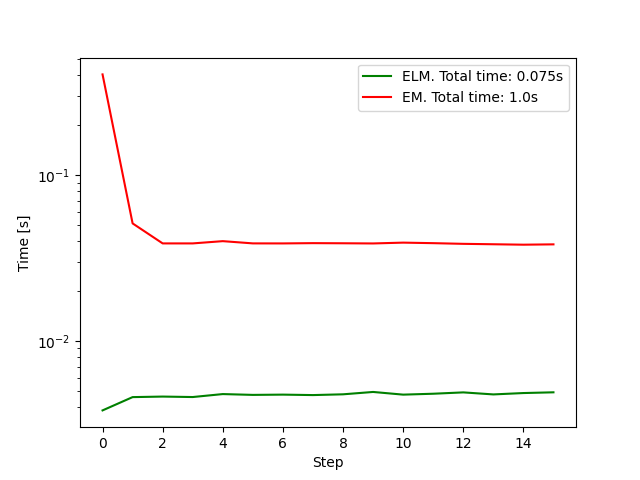 ELM. Total time: 0.075s
EM. Total time: 1.0s
10⁻¹
10⁻²
Time [s]
0 2 4 6 8 10 12 14
Step